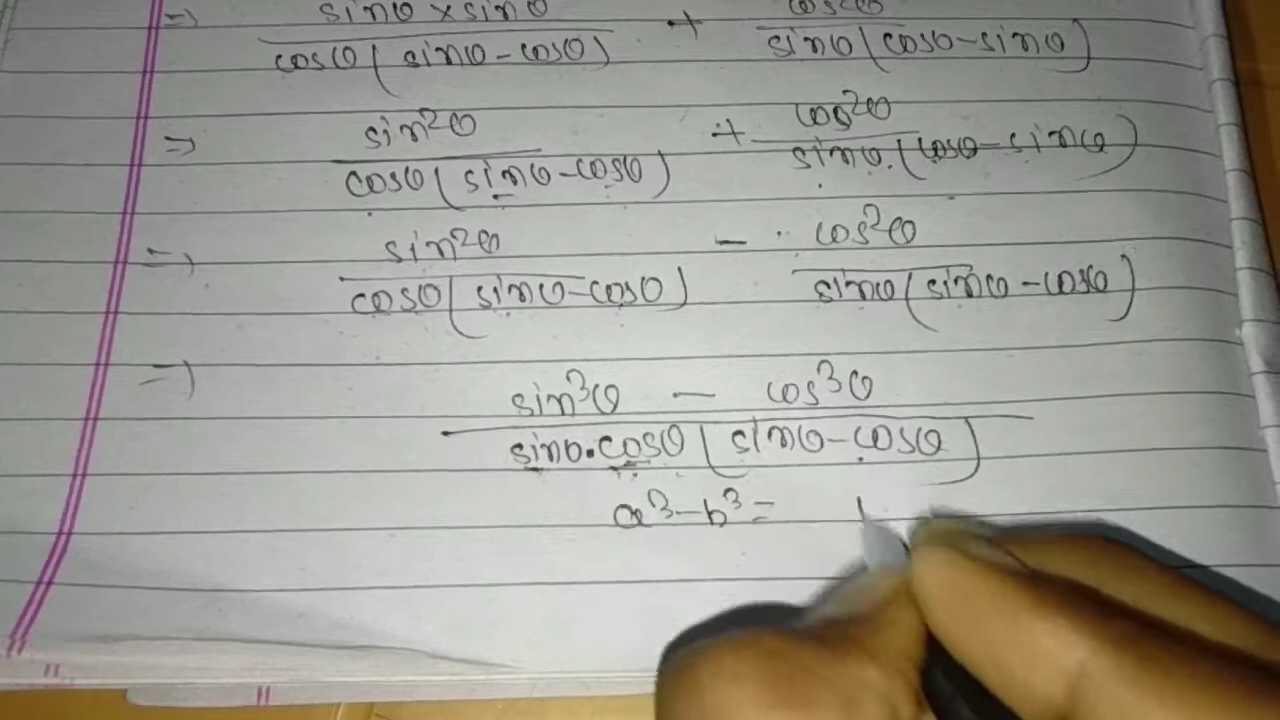 => sinθ × sinθ / cosθ ( sinθ - cosθ ) + cos²θ / sinθ ( cosθ - sinθ )
=> sin²θ / cosθ ( sinθ - cosθ ) + cos²θ / sinθ. ( cosθ - sinθ )
=> sin²θ / cosθ ( sinθ - cosθ ) - cos²θ / sinθ ( sinθ - cosθ )
=> sin³θ - cos³θ / sinθ.cosθ ( sinθ - cosθ )
a³ - b³ =